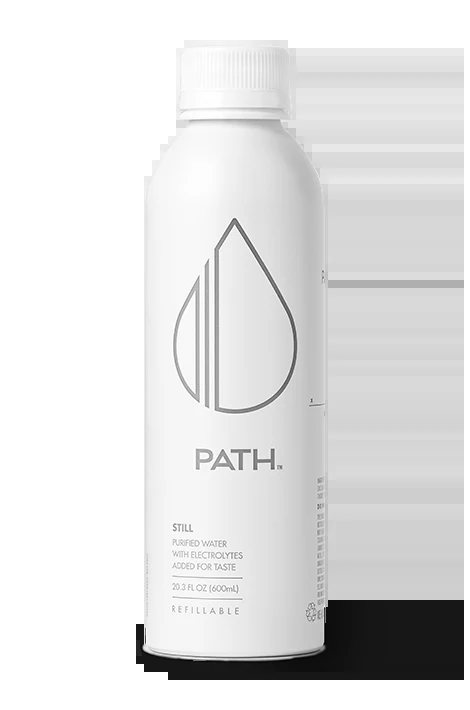 PATH™
STILL
PURIFIED WATER
WITH ELECTROLYTES
ADDED FOR TASTE
20.3 FL OZ (600mL)
REFILLABLE